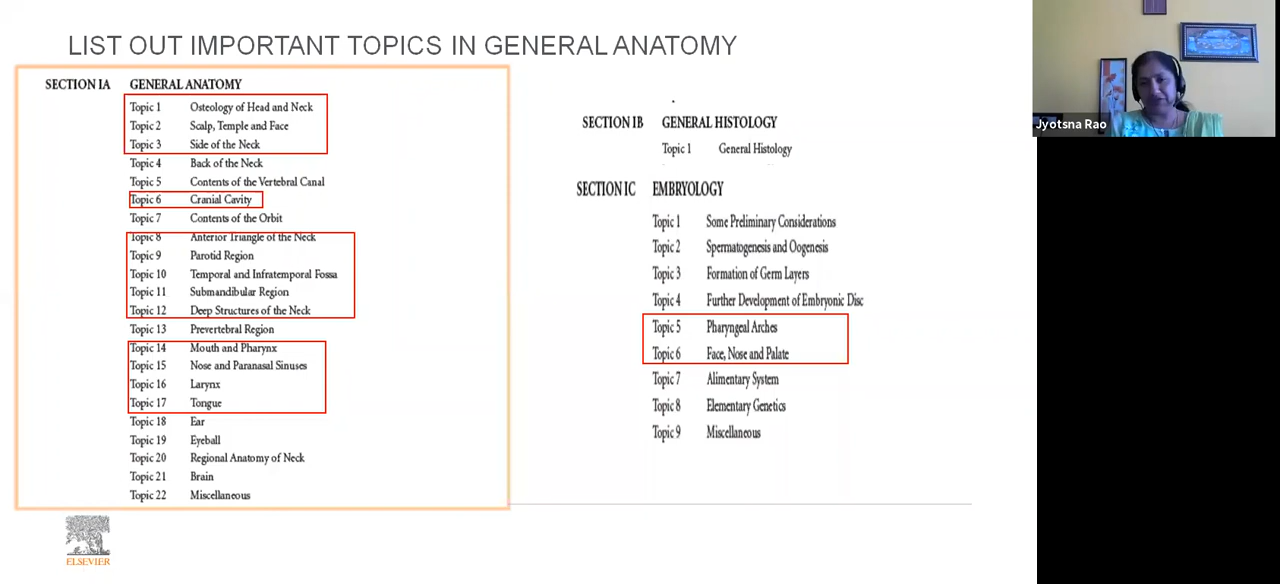 LIST OUT IMPORTANT TOPICS IN GENERAL ANATOMY
SECTION IA GENERAL ANATOMY
Topic 1 Osteology of Head and Neck
Topic 2 Scalp, Temple and Face
Topic 3 Side of the Neck
Topic 4 Back of the Neck
Topic 5 Contents of the Vertebral Canal
Topic 6 Cranial Cavity
Topic 7 Contents of the Orbit
Topic 8 Anterior Triangle of the Neck
Topic 9 Parotid Region
Topic 10 Temporal and Infratemporal Fossa
Topic 11 Submandibular Region
Topic 12 Deep Structures of the Neck
Topic 13 Prevertebral Region
Topic 14 Mouth and Pharynx
Topic 15 Nose and Paranasal Sinuses
Topic 16 Larynx
Topic 17 Tongue
Topic 18 Ear
Topic 19 Eyeball
Topic 20 Regional Anatomy of Neck
Topic 21 Brain
Topic 22 Miscellaneous
SECTION IB GENERAL HISTOLOGY
Topic 1 General Histology
SECTION IC EMBRYOLOGY
Topic 1 Some Preliminary Considerations
Topic 2 Spermatogenesis and Oogenesis
Topic 3 Formation of Germ Layers
Topic 4 Further Development of Embryonic Disc
Topic 5 Pharyngeal Arches
Topic 6 Face, Nose and Palate
Topic 7 Alimentary System
Topic 8 Elementary Genetics
Topic 9 Miscellaneous
ELSEVIER
Jyotsna Rao